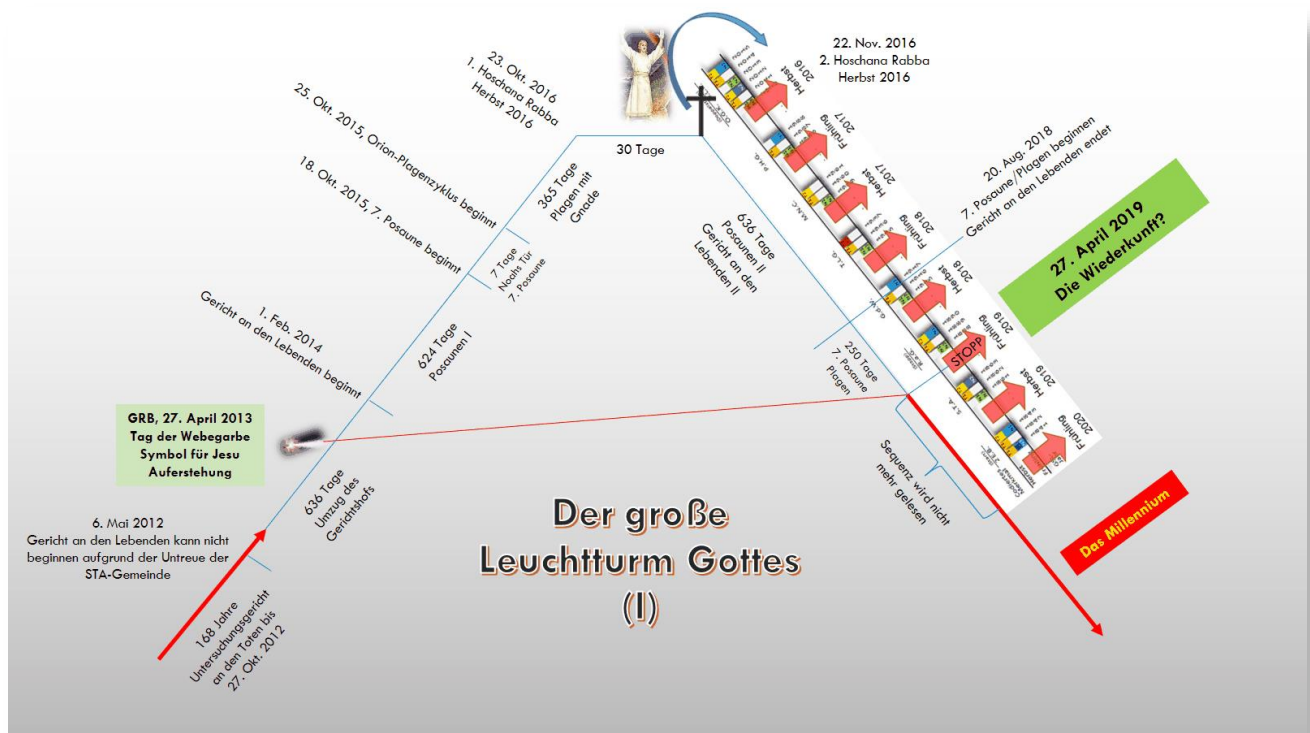 23. Okt. 2016
1. Hoschana Rabba
Herbst 2016
22. Nov. 2016
2. Hoschana Rabba
Herbst 2016
30 Tage
25. Okt. 2015, Orion-Plagenzyklus beginnt
18. Okt. 2015, 7. Posaune beginnt
365 Tage
Plagen mit
Gnade
7 Tage
Noahs Tür
7. Posaune
1. Feb. 2014
Gericht an den Lebenden beginnt
624 Tage
Posaunen I
GRB, 27. April 2013
Tag der Webegarbe
Symbol für Jesu
Auferstehung
636 Tage
Umzug des
Gerichtshofs
6. Mai 2012
Gericht an den Lebenden kann nicht
beginnen aufgrund der Untreue der
STA-Gemeinde
168 Jahre
Untersuchungsgericht
an den Toten bis
27. Okt. 2012
636 Tage
Posaunen II
Gericht an den
Lebenden II
20. Aug. 2018
7. Posaune/Plagen beginnen
Gericht an den Lebenden endet
250 Tage
7. Posaune
Plagen
Herbst
2016
P.H.G.
Frühling
2017
M.N.C.
Herbst
2017
T.L.G.
Frühling
2018
G.d.W.
Herbst
2018
R.A.G.
STOPP
Frühling
2019
S.T.A.
Herbst
2019
Frühling
2020
27. April 2019
Die Wiederkunft?
Sequenz wird nicht
mehr gelesen
Das Millennium
Der große
Leuchtturm Gottes
(I)